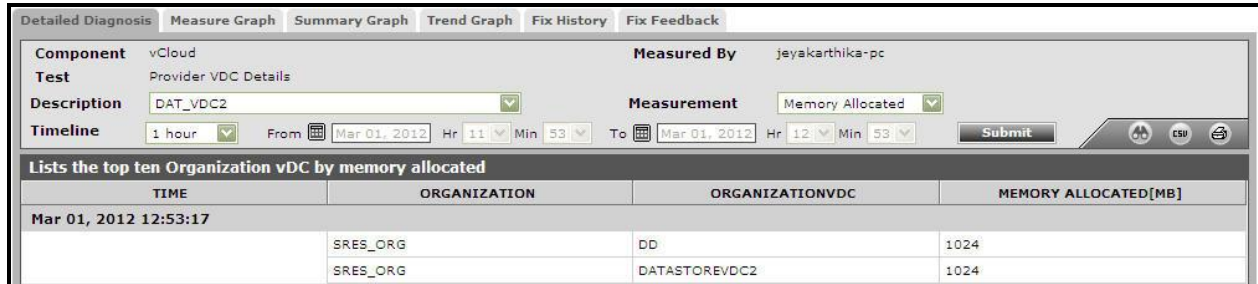 Detailed Diagnosis Measure Graph Summary Graph Trend Graph Fix History Fix Feedback
Component vCloud Measured By jeyakarthika-pc
Test Provider VDC Details
Description DAT_VDC2 Measurement Memory Allocated
Timeline 1 hour From Mar 01, 2012 Hr 11 Min 53 To Mar 01, 2012 Hr 12 Min 53 Submit CSV
Lists the top ten Organization vDC by memory allocated
TIME ORGANIZATION ORGANIZATIONVDC MEMORY ALLOCATED[MB]
Mar 01, 2012 12:53:17
SRES_ORG DD 1024
SRES_ORG DATASTOREVDC2 1024